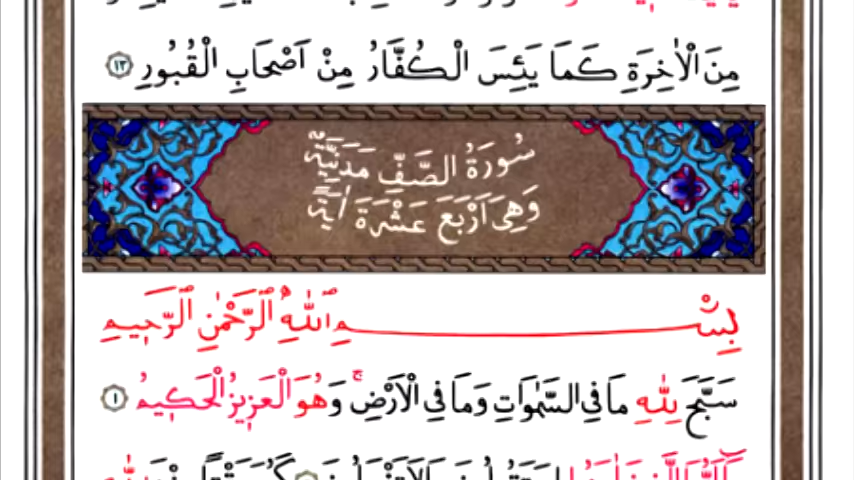 مِنَ الْاٰخِرَةِ كَمَا يَئِسَ الْكُفَّارُ مِنْ اَصْحَابِ الْقُبُورِ ﴿١٣﴾
سُورَةُ الصَّفِّ مَدَنِيَّةٌ
وَهِىَ اَرْبَعَ عَشْرَةَ اٰيَةً
بِسْمِ اللّٰهِ الرَّحْمٰنِ الرَّحٖيمِ
سَبَّحَ لِلّٰهِ مَا فِى السَّمٰوَاتِ وَمَا فِى الْاَرْضِۚ وَهُوَ الْعَزٖيزُ الْحَكٖيمُ ﴿١﴾